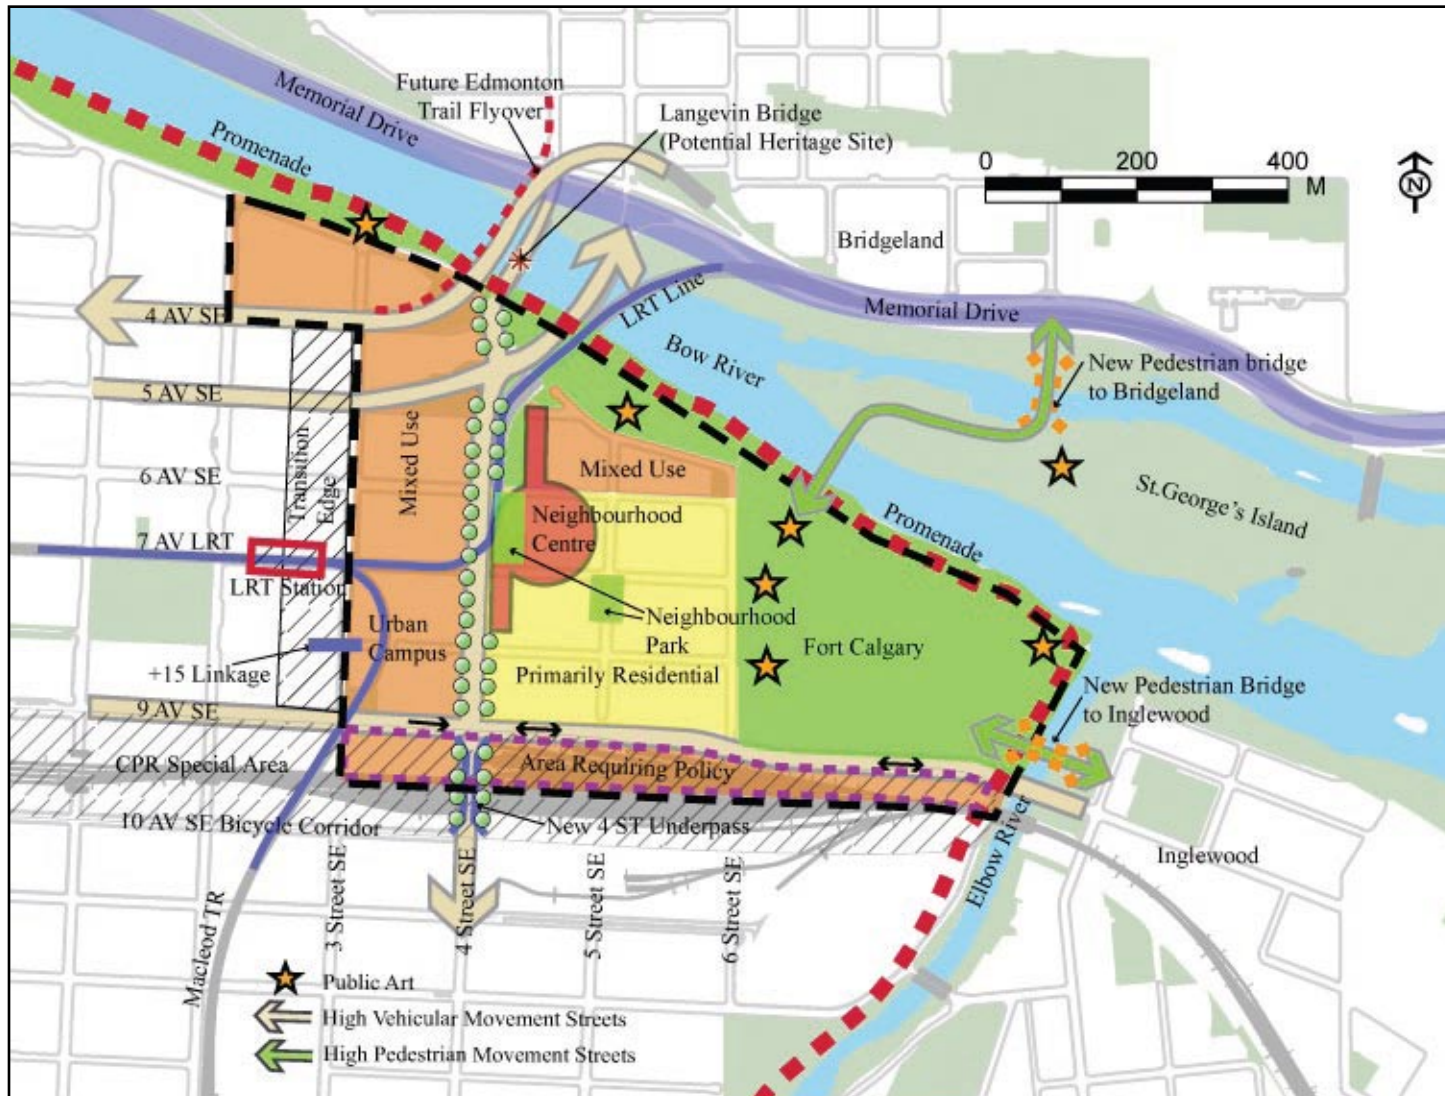 Future Edmonton
Trail Flyover
Memorial Drive
Langevin Bridge
(Potential Heritage Site)
Promenade
0 200 400
M
N
Bridgeland
4 AV SE
LRT Line
Memorial Drive
Bow River
New Pedestrian bridge
to Bridgeland
5 AV SE
Mixed Use
Transition
Edge
6 AV SE
Mixed Use
St.George's Island
Neighbourhood
Centre
Promenade
7 AV LRT
LRT Station
Urban
Campus
Neighbourhood
Park
Fort Calgary
+15 Linkage
Primarily Residential
New Pedestrian Bridge
to Inglewood
9 AV SE
CPR Special Area
Area Requiring Policy
10 AV SE Bicycle Corridor
New 4 ST Underpass
Elbow River
Inglewood
Macleod TR
3 Street SE
4 Street SE
5 Street SE
6 Street SE
Public Art
High Vehicular Movement Streets
High Pedestrian Movement Streets